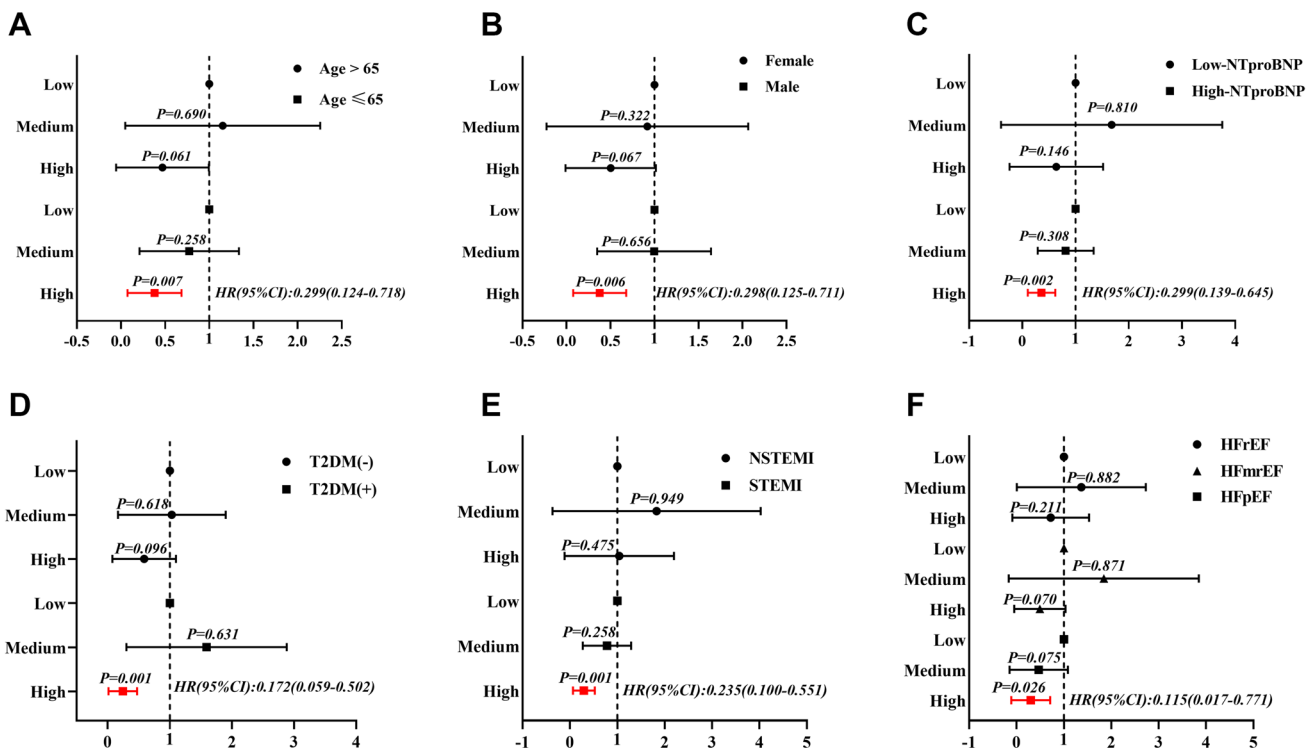 A
Age > 65
Age ≤65
Low
Medium
P=0.690
High
P=0.061
Low
Medium
P=0.258
High
P=0.007
HR(95%CI):0.299(0.124-0.718)
-0.5 0.0 0.5 1 1.5 2.0 2.5
B
Female
Male
Low
Medium
P=0.322
High
P=0.067
Low
Medium
P=0.656
High
P=0.006
HR(95%CI):0.298(0.125-0.711)
-0.5 0.0 0.5 1 1.5 2.0 2.5
C
Low-NTproBNP
High-NTproBNP
Low
Medium
P=0.810
High
P=0.146
Low
Medium
P=0.308
High
P=0.002
HR(95%CI):0.299(0.139-0.645)
-1 0 1 2 3 4
D
T2DM(-)
T2DM(+)
Low
Medium
P=0.618
High
P=0.096
Low
Medium
P=0.631
High
P=0.001
HR(95%CI):0.172(0.059-0.502)
0 1 2 3 4
E
NSTEMI
STEMI
Low
Medium
P=0.949
High
P=0.475
Low
Medium
P=0.258
High
P=0.001
HR(95%CI):0.235(0.100-0.551)
-1 0 1 2 3 4 5
F
HFrEF
HFmrEF
HFpEF
Low
Medium
P=0.882
High
P=0.211
Low
Medium
P=0.871
High
P=0.070
Low
Medium
P=0.075
High
P=0.026
HR(95%CI):0.115(0.017-0.771)
-1 0 1 2 3 4 5